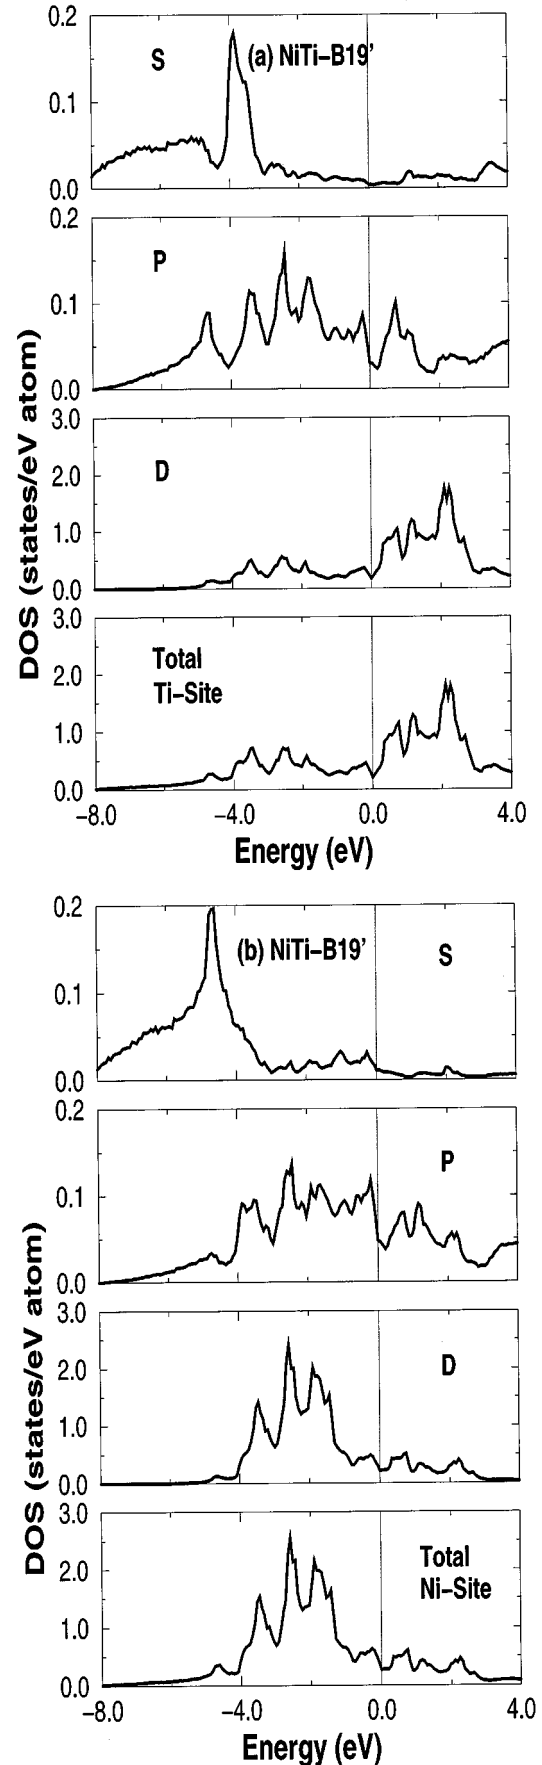 0.2
S
(a) NiTi–B19’
0.1
0.0
0.2
P
0.1
0.0
3.0
D
2.0
1.0
0.0
3.0
Total
Ti–Site
2.0
1.0
0.0
−8.0 −4.0 0.0 4.0
Energy (eV)
DOS (states/eV atom)
0.2
(b) NiTi–B19’
S
0.1
0.0
0.2
P
0.1
0.0
3.0
D
2.0
1.0
0.0
3.0
Total
Ni–Site
2.0
1.0
0.0
−8.0 −4.0 0.0 4.0
Energy (eV)
DOS (states/eV atom)